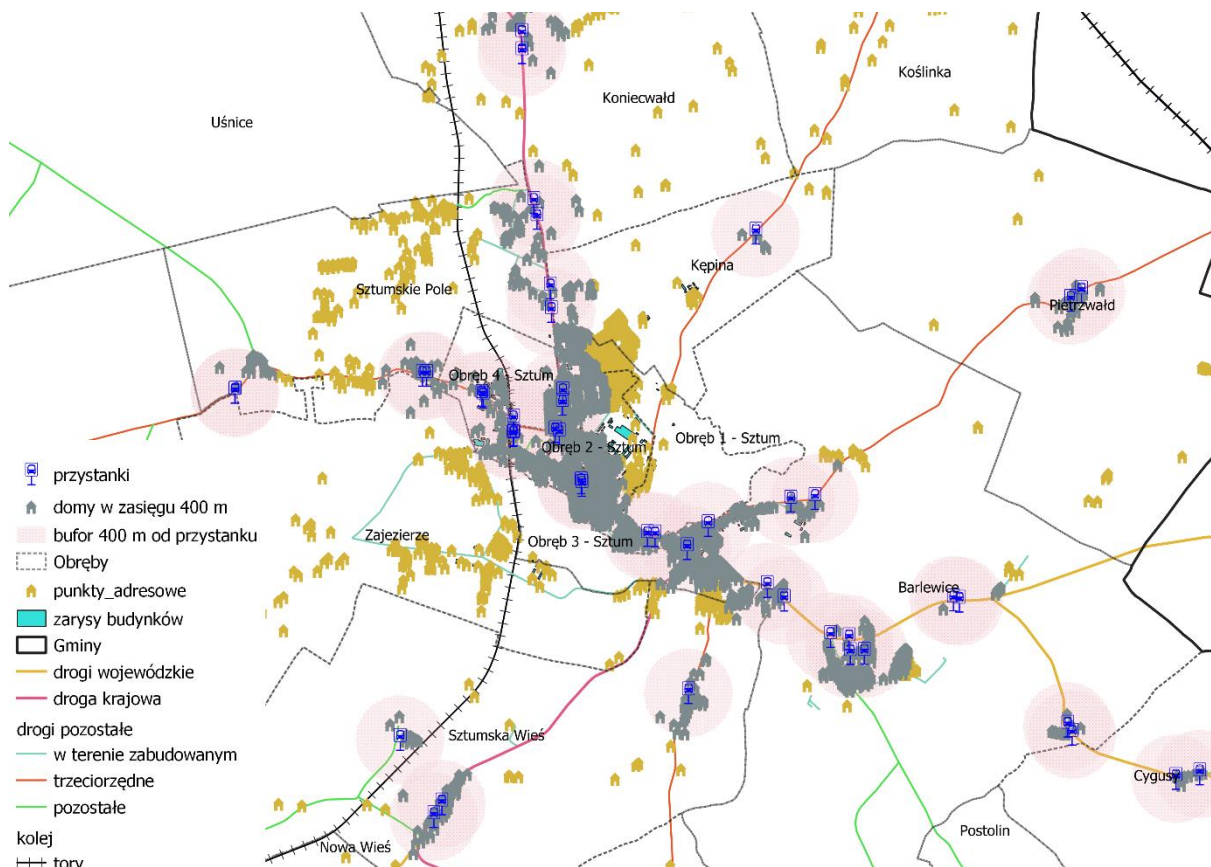 Koślinka
Koniecwałd
Uśnice
Kępina
Sztumskie Pole
Pietrzwałd
Obręb 4 - Sztum
Obręb 1 - Sztum
Obręb 2 - Sztum
Zajezierze
Obręb 3 - Sztum
Barlewice
Sztumska Wieś
Cygusy
Postolin
Nowa Wieś
przystanki
domy w zasięgu 400 m
bufor 400 m od przystanku
Obręby
punkty_adresowe
zarysy budynków
Gminy
drogi wojewódzkie
droga krajowa
drogi pozostałe
w terenie zabudowanym
trzeciorzędne
pozostałe
kolej
tory